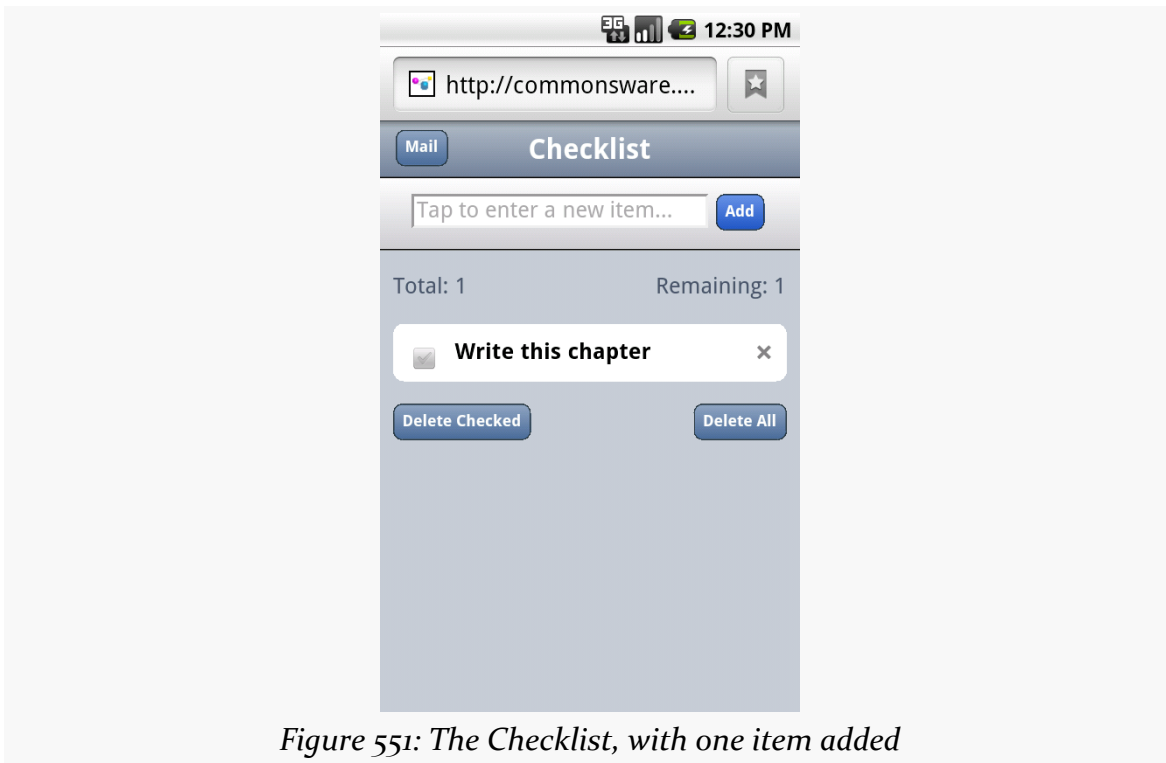 3G 12:30 PM
http://commonsware....
Mail Checklist
Tap to enter a new item... Add
Total: 1 Remaining: 1
Write this chapter ×
Delete Checked Delete All
Figure 551: The Checklist, with one item added